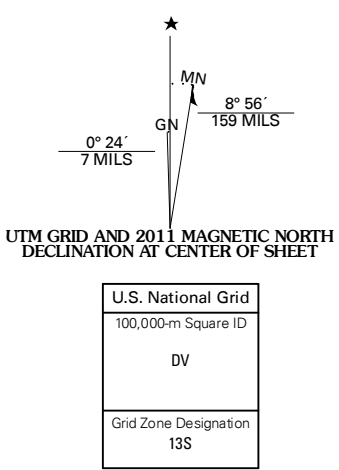 MN
8° 56´
159 MILS
GN
0° 24´
7 MILS
UTM GRID AND 2011 MAGNETIC NORTH
DECLINATION AT CENTER OF SHEET
U.S. National Grid
100,000-m Square ID
DV
Grid Zone Designation
13S